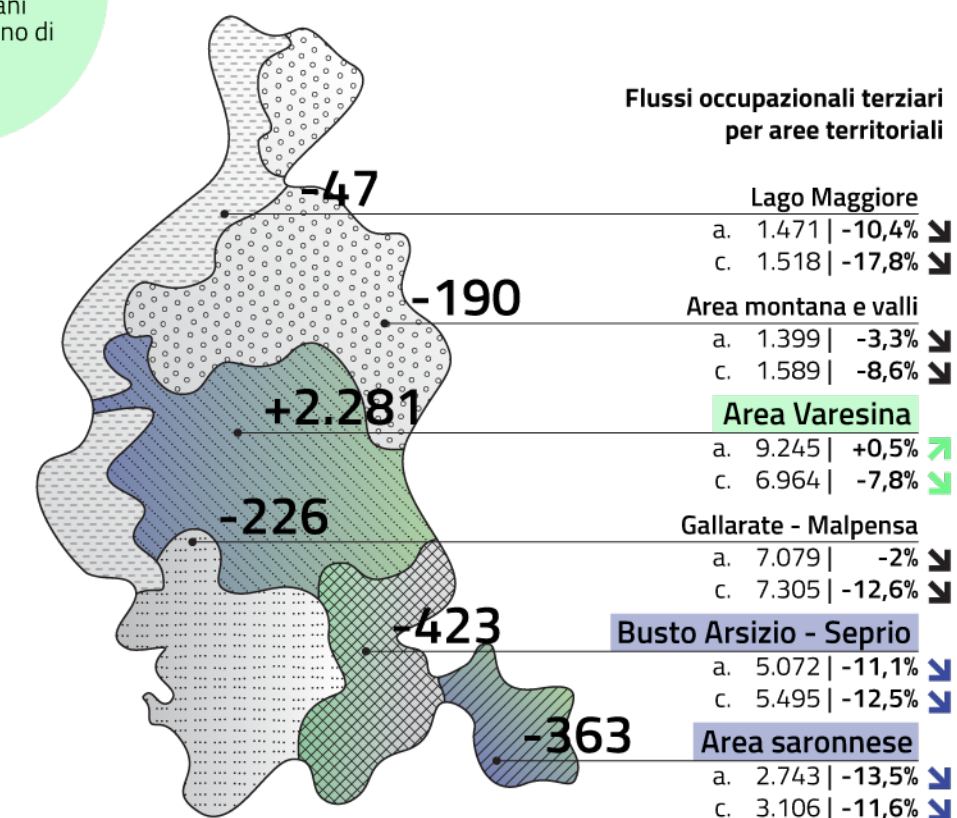 ani
no di
Flussi occupazionali terziari
per aree territoriali
-47
Lago Maggiore
a. 1.471 | -10,4%
c. 1.518 | -17,8%
-190
Area montana e valli
a. 1.399 | -3,3%
c. 1.589 | -8,6%
+2.281
Area Varesina
a. 9.245 | +0,5%
c. 6.964 | -7,8%
-226
Gallarate - Malpensa
a. 7.079 | -2%
c. 7.305 | -12,6%
-423
Busto Arsizio - Seprio
a. 5.072 | -11,1%
c. 5.495 | -12,5%
-363
Area saronnese
a. 2.743 | -13,5%
c. 3.106 | -11,6%